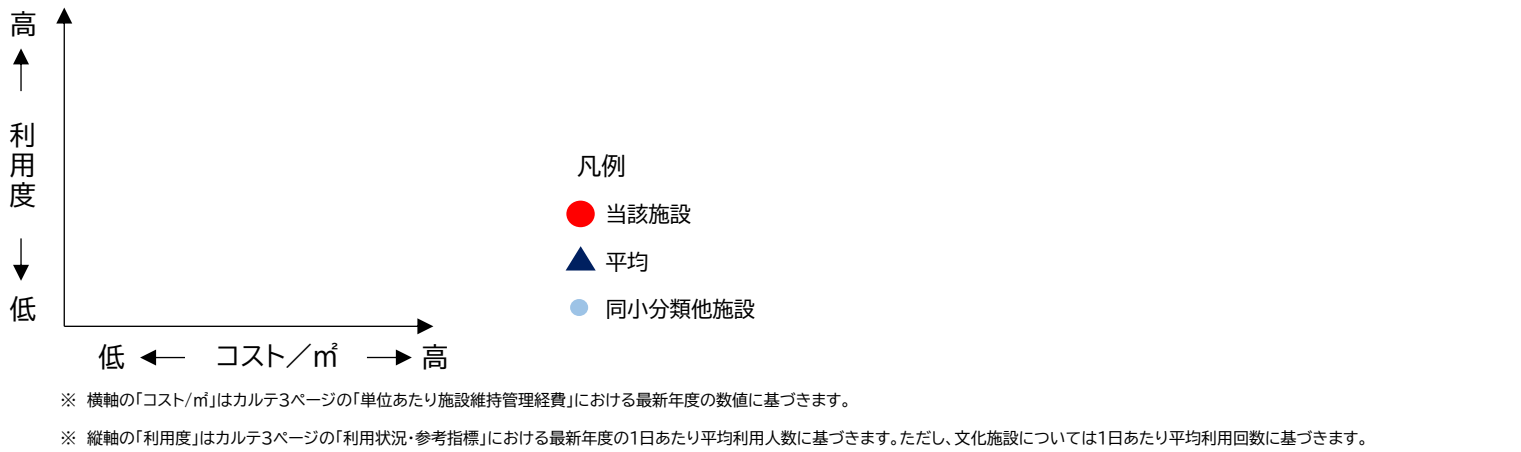 高
利用度
低
凡例
当該施設
平均
同小分類他施設
低 コスト／㎡ 高
※ 横軸の「コスト/㎡」はカルテ3ページの「単位あたり施設維持管理経費」における最新年度の数値に基づきます。
※ 縦軸の「利用度」はカルテ3ページの「利用状況・参考指標」における最新年度の1日あたり平均利用人数に基づきます。ただし、文化施設については1日あたり平均利用回数に基づきます。